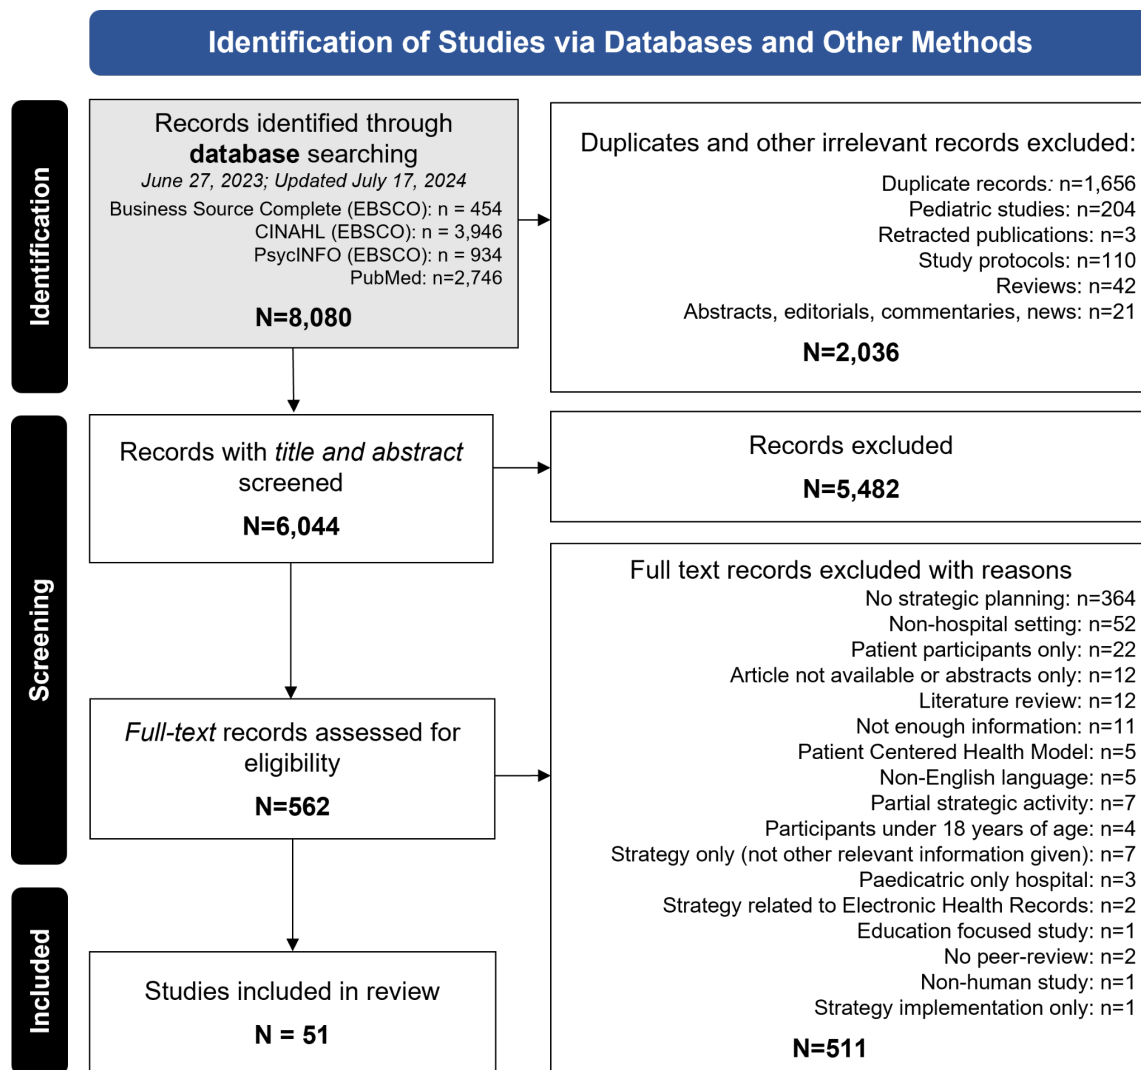 Identification of Studies via Databases and Other Methods
Identification
Records identified through
database searching
June 27, 2023; Updated July 17, 2024
Business Source Complete (EBSCO): n = 454
CINAHL (EBSCO): n = 3,946
PsycINFO (EBSCO): n = 934
PubMed: n=2,746
N=8,080
Duplicates and other irrelevant records excluded:
Duplicate records: n=1,656
Pediatric studies: n=204
Retracted publications: n=3
Study protocols: n=110
Reviews: n=42
Abstracts, editorials, commentaries, news: n=21
N=2,036
Screening
Records with title and abstract
screened
N=6,044
Records excluded
N=5,482
Full-text records assessed for
eligibility
N=562
Full text records excluded with reasons
No strategic planning: n=364
Non-hospital setting: n=52
Patient participants only: n=22
Article not available or abstracts only: n=12
Literature review: n=12
Not enough information: n=11
Patient Centered Health Model: n=5
Non-English language: n=5
Partial strategic activity: n=7
Participants under 18 years of age: n=4
Strategy only (not other relevant information given): n=7
Paedicatric only hospital: n=3
Strategy related to Electronic Health Records: n=2
Education focused study: n=1
No peer-review: n=2
Non-human study: n=1
Strategy implementation only: n=1
N=511
Included
Studies included in review
N = 51